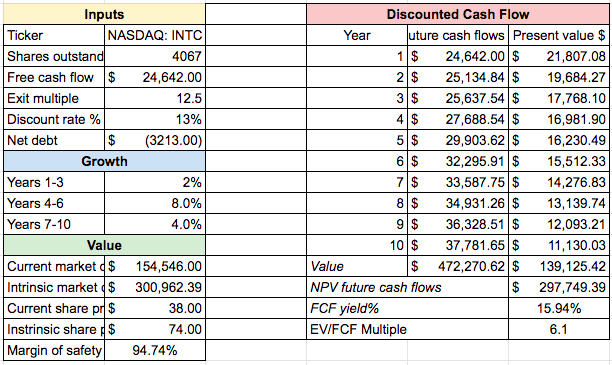 Inputs Discounted Cash Flow
Ticker NASDAQ: INTC Year uture cash flows Present value $
Shares outstand 4067 1 $ 24,642.00 $ 21,807.08
Free cash flow $ 24,642.00 2 $ 25,134.84 $ 19,684.27
Exit multiple 12.5 3 $ 25,637.54 $ 17,768.10
Discount rate % 13% 4 $ 27,688.54 $ 16,981.90
Net debt $ (3213.00) 5 $ 29,903.62 $ 16,230.49
Growth 6 $ 32,295.91 $ 15,512.33
Years 1-3 2% 7 $ 33,587.75 $ 14,276.83
Years 4-6 8.0% 8 $ 34,931.26 $ 13,139.74
Years 7-10 4.0% 9 $ 36,328.51 $ 12,093.21
Value 10 $ 37,781.65 $ 11,130.03
Current market c $ 154,546.00 Value $ 472,270.62 $ 139,125.42
Intrinsic market c $ 300,962.39 NPV future cash flows $ 297,749.39
Current share pr $ 38.00 FCF yield% 15.94%
Instrinsic share p $ 74.00 EV/FCF Multiple 6.1
Margin of safety 94.74%